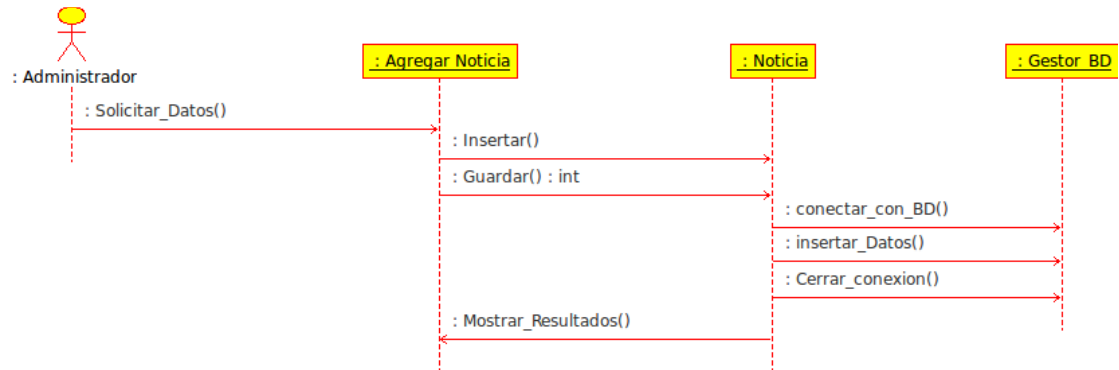 : Agregar Noticia
: Noticia
: Gestor_BD
: Administrador
: Solicitar_Datos()
: Insertar()
: Guardar() : int
: conectar_con_BD()
: insertar_Datos()
: Cerrar_conexion()
: Mostrar_Resultados()